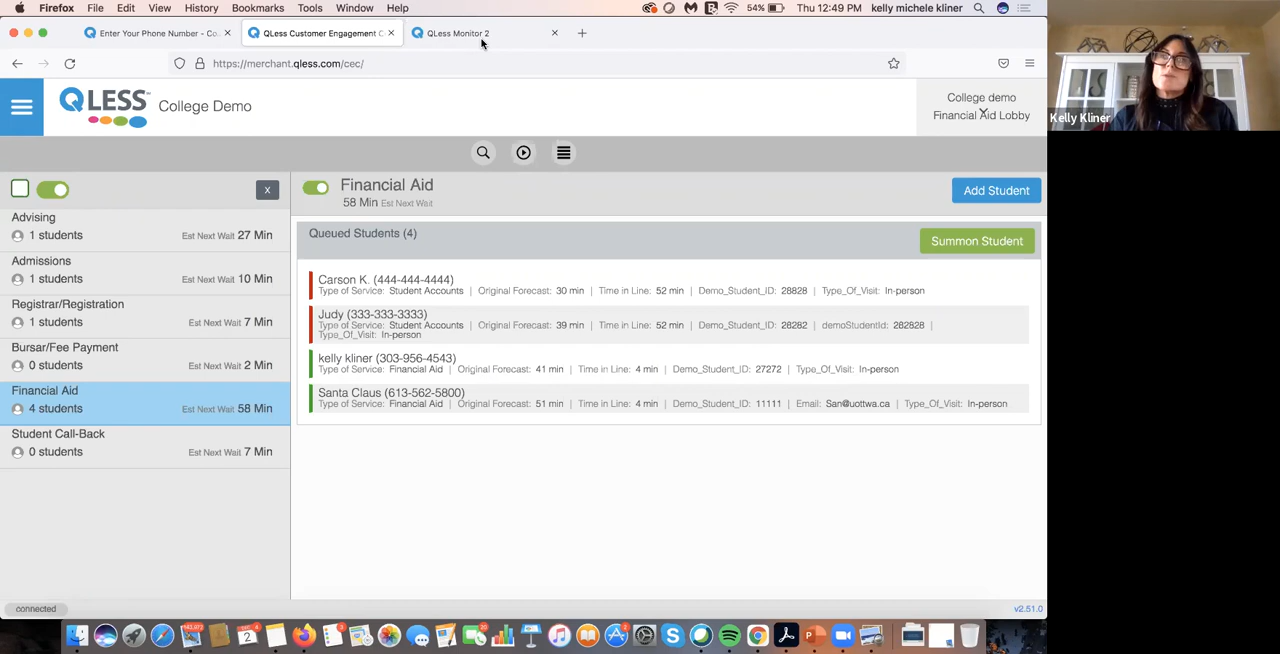 Firefox File Edit View History Bookmarks Tools Window Help 54% Thu 12:49 PM kelly michele kliner
Enter Your Phone Number - Co... QLess Customer Engagement C QLess Monitor 2
https://merchant.qless.com/cec/
QLESS College Demo
College demo
Financial Aid Lobby
Kelly Kliner
X
Advising
1 students Est Next Wait 27 Min
Admissions
1 students Est Next Wait 10 Min
Registrar/Registration
1 students Est Next Wait 7 Min
Bursar/Fee Payment
0 students Est Next Wait 2 Min
Financial Aid
4 students Est Next Wait 58 Min
Student Call-Back
0 students Est Next Wait 7 Min
Financial Aid
58 Min Est Next Wait
Add Student
Queued Students (4)
Summon Student
Carson K. (444-444-4444)
Type of Service: Student Accounts | Original Forecast: 30 min | Time in Line: 52 min | Demo_Student_ID: 28828 | Type_Of_Visit: In-person
Judy (333-333-3333)
Type of Service: Student Accounts | Original Forecast: 39 min | Time in Line: 52 min | Demo_Student_ID: 28282 | demoStudentId: 282828 |
Type_Of_Visit: In-person
kelly kliner (303-956-4543)
Type of Service: Financial Aid | Original Forecast: 41 min | Time in Line: 4 min | Demo_Student_ID: 27272 | Type_Of_Visit: In-person
Santa Claus (613-562-5800)
Type of Service: Financial Aid | Original Forecast: 51 min | Time in Line: 4 min | Demo_Student_ID: 11111 | Email: San@uottwa.ca | Type_Of_Visit: In-person
connected
v2.51.0